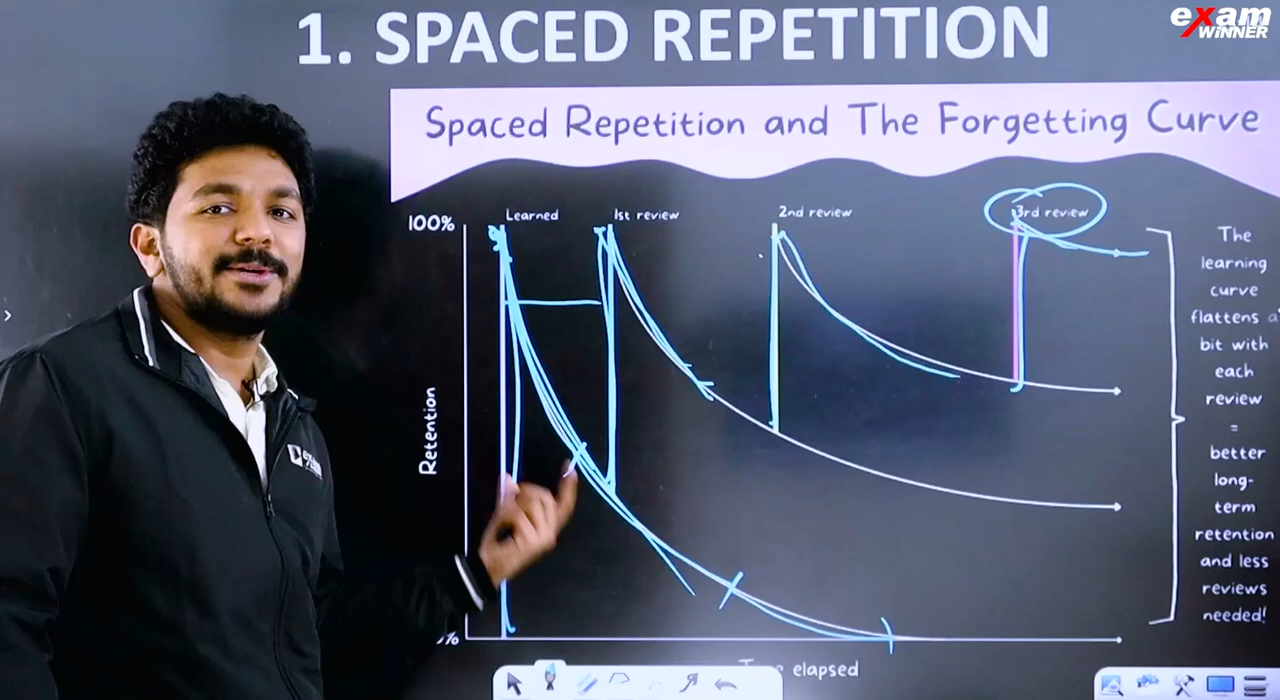 1. SPACED REPETITION
exam
WINNER
Spaced Repetition and The Forgetting Curve
100%
Learned
1st review
2nd review
3rd review
The
learning
curve
flattens a
bit with
each
review
=
better
long-
term
retention
and less
reviews
needed!
Retention
%
elapsed